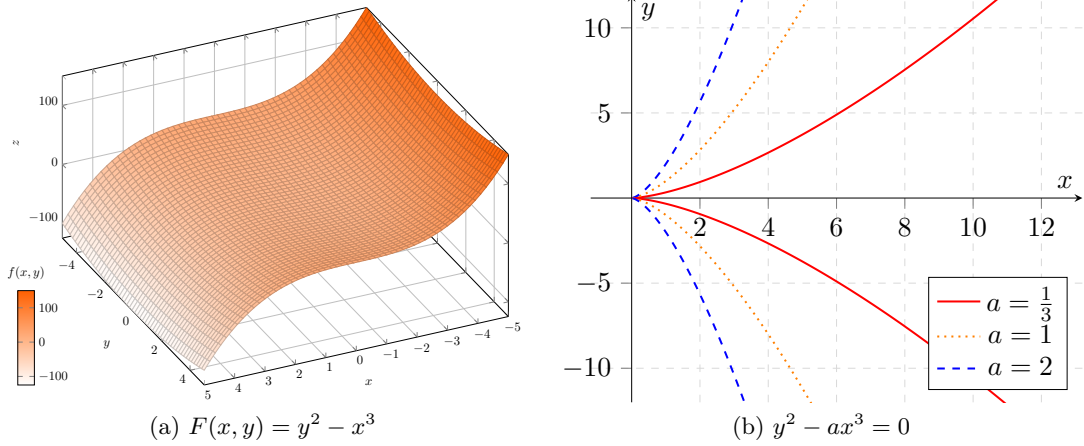 100
0
−100
z
−4
−2
0
2
4
y
5
4
3
2
1
0
−1
−2
−3
−4
−5
x
f(x, y)
100
0
−100
(a) F(x, y) = y² − x³
y
10
5
−5
−10
2
4
6
8
10
12
x
a = 1/3
a = 1
a = 2
(b) y² − ax³ = 0